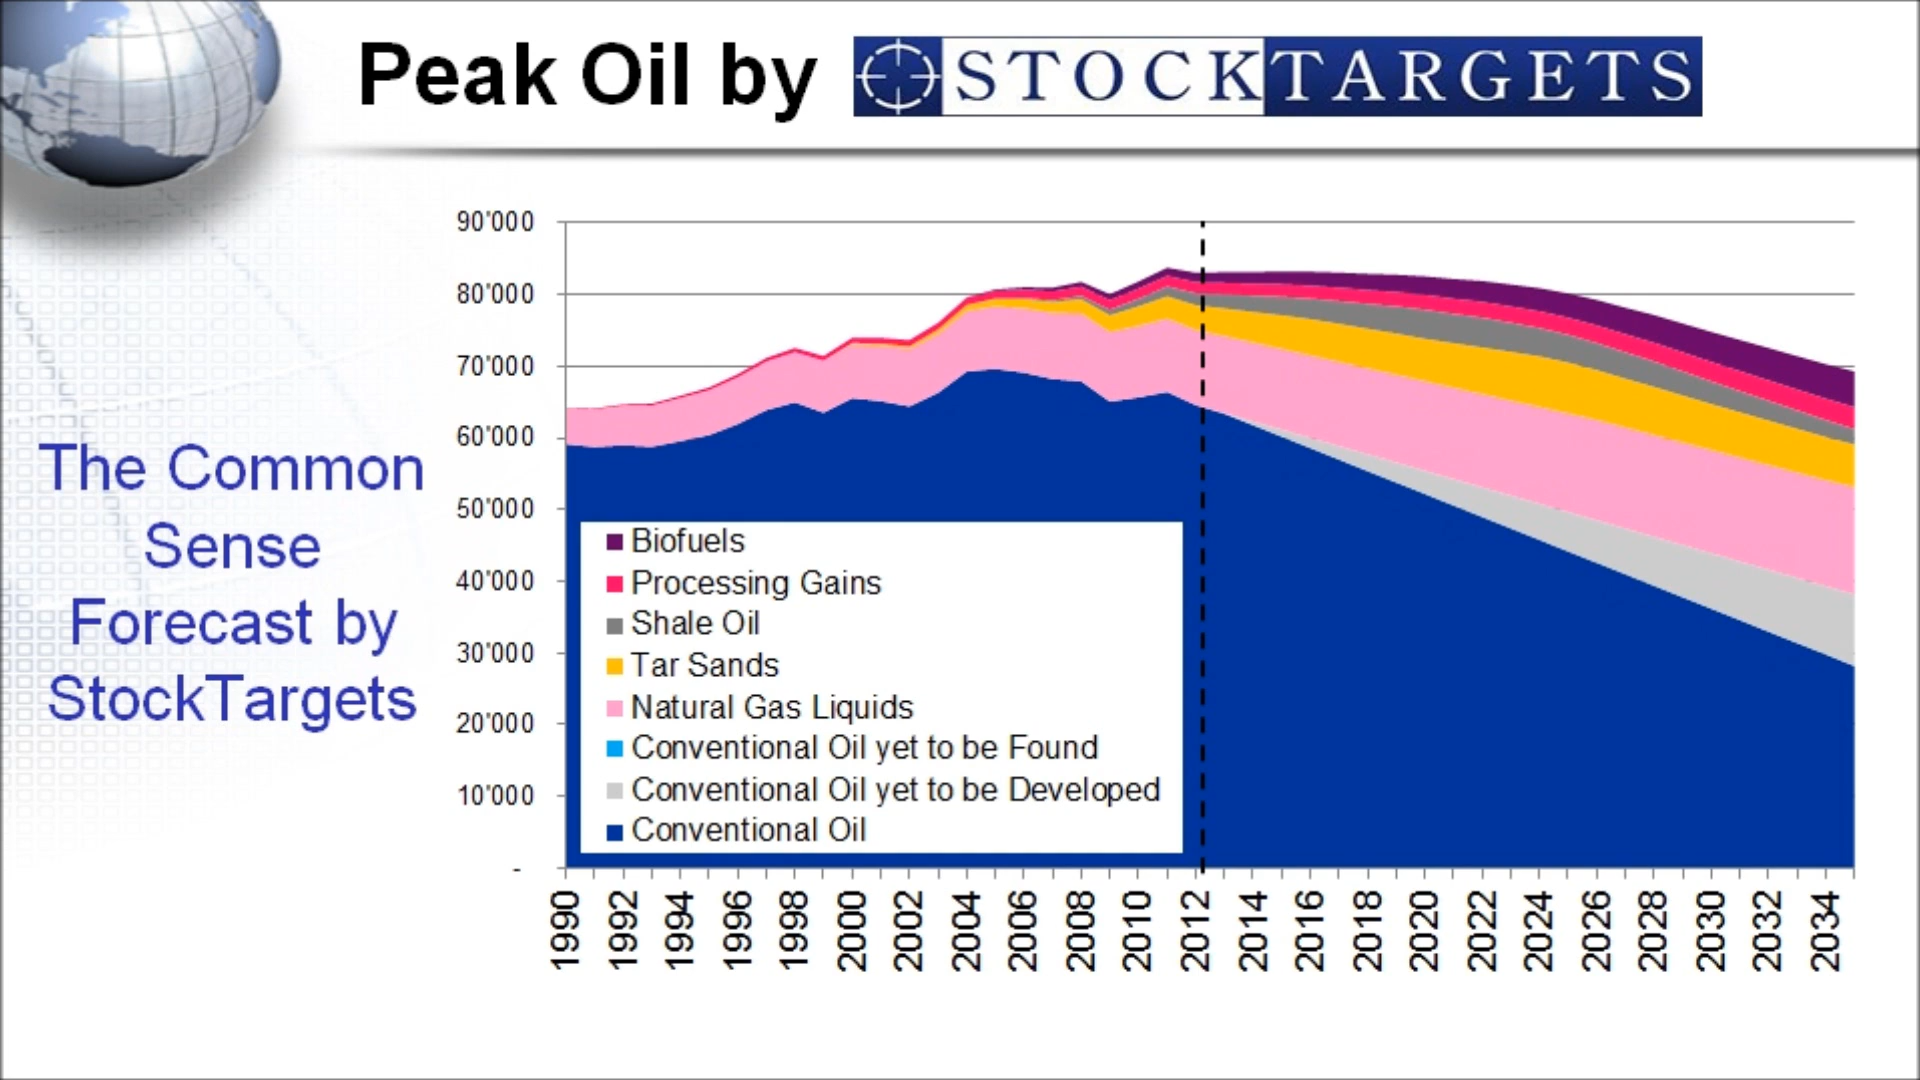 Peak Oil by STOCKTARGETS
The Common
Sense
Forecast by
StockTargets
90'000
80'000
70'000
60'000
50'000
40'000
30'000
20'000
10'000
-
Biofuels
Processing Gains
Shale Oil
Tar Sands
Natural Gas Liquids
Conventional Oil yet to be Found
Conventional Oil yet to be Developed
Conventional Oil
1990 1992 1994 1996 1998 2000 2002 2004 2006 2008 2010 2012 2014 2016 2018 2020 2022 2024 2026 2028 2030 2032 2034